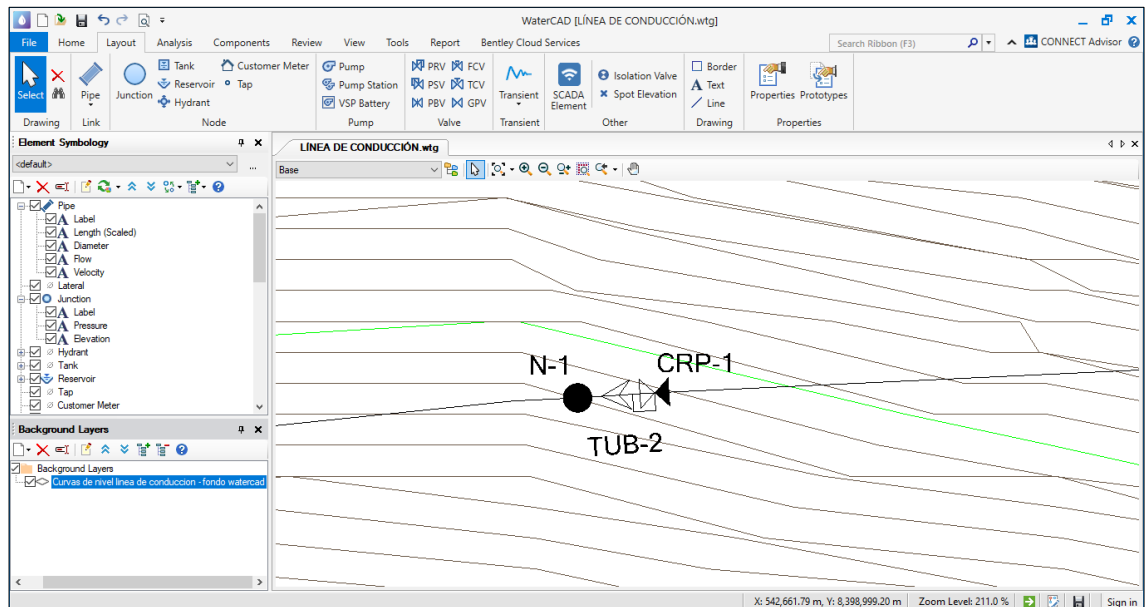 WaterCAD [LÍNEA DE CONDUCCIÓN.wtg]
File Home Layout Analysis Components Review View Tools Report Bentley Cloud Services Search Ribbon (F3) CONNECT Advisor
Select
Drawing
Pipe
Link
Junction
Tank Customer Meter
Reservoir Tap
Hydrant
Node
Pump
Pump Station
VSP Battery
Pump
PRV FCV
PSV TCV
PBV GPV
Valve
Transient
Transient
SCADA
Element
Isolation Valve
Spot Elevation
Other
Border
A Text
Line
Drawing
Properties Prototypes
Properties
Element Symbology
<default>
...
Pipe
A Label
A Length (Scaled)
A Diameter
A Flow
A Velocity
Lateral
Junction
A Label
A Pressure
A Elevation
Hydrant
Tank
Reservoir
Tap
Customer Meter
Background Layers
Background Layers
Curvas de nivel linea de conduccion - fondo watercad
LÍNEA DE CONDUCCIÓN.wtg
Base
N-1
CRP-1
TUB-2
X: 542,661.79 m, Y: 8,398,999.20 m Zoom Level: 211.0 % Sign in